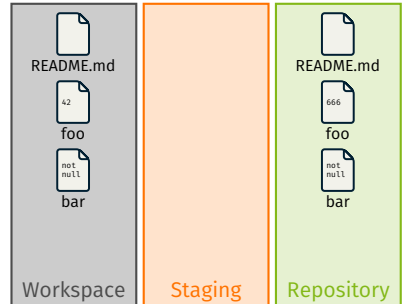 README.md
42
foo
not
null
bar
Workspace
Staging
README.md
666
foo
not
null
bar
Repository